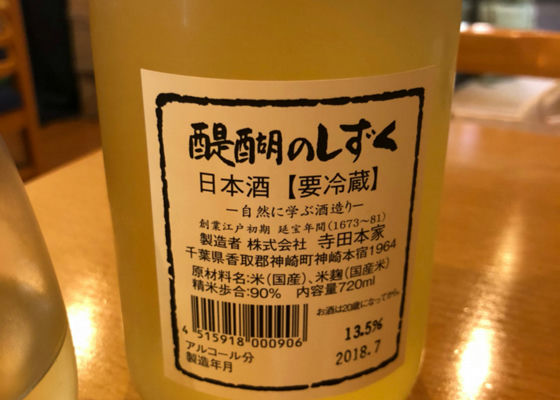 醍醐のしずく
日本酒【要冷蔵】
―自然に学ぶ酒造り―
創業江戸初期 延宝年間(1673~81)
製造者 株式会社 寺田本家
千葉県香取郡神崎町神崎本宿1964
原材料名:米(国産)、米麹(国産米)
精米歩合:90% 内容量720ml
お酒は20歳になってから。
4 515918 000906
13.5%
アルコール分
2018.7
製造年月